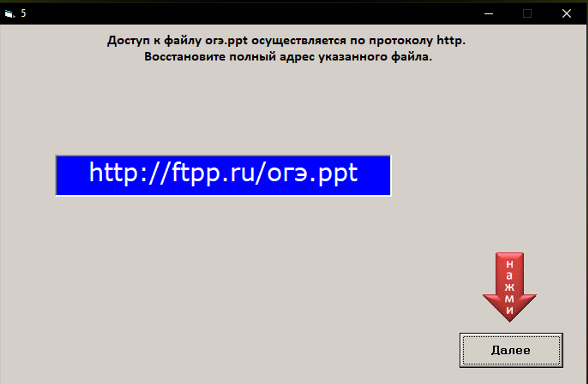 5
Доступ к файлу огэ.ppt осуществляется по протоколу http.
Восстановите полный адрес указанного файла.
http://ftpp.ru/огэ.ppt
нажми
Далее